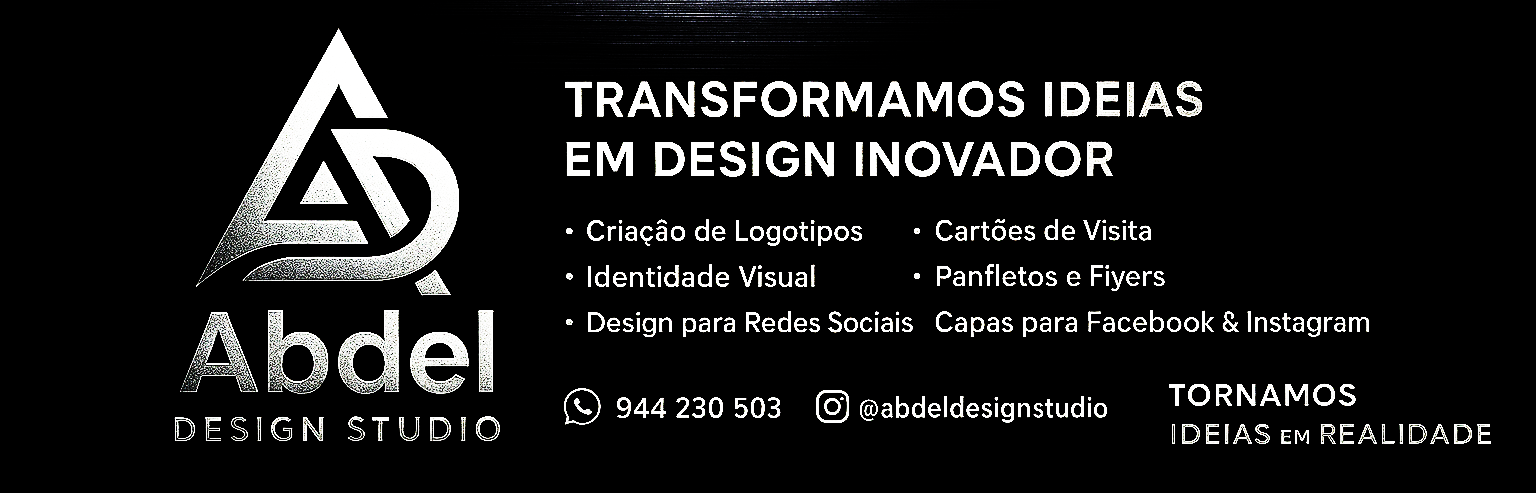 Abdel
DESIGN STUDIO
TRANSFORMAMOS IDEIAS
EM DESIGN INOVADOR
• Criaçâo de Logotipos
• Identidade Visual
• Design para Redes Sociais
• Cartões de Visita
• Panfletos e Fiyers
Capas para Facebook & Instagram
944 230 503
@abdeldesignstudio
TORNAMOS
IDEIAS EM REALIDADE